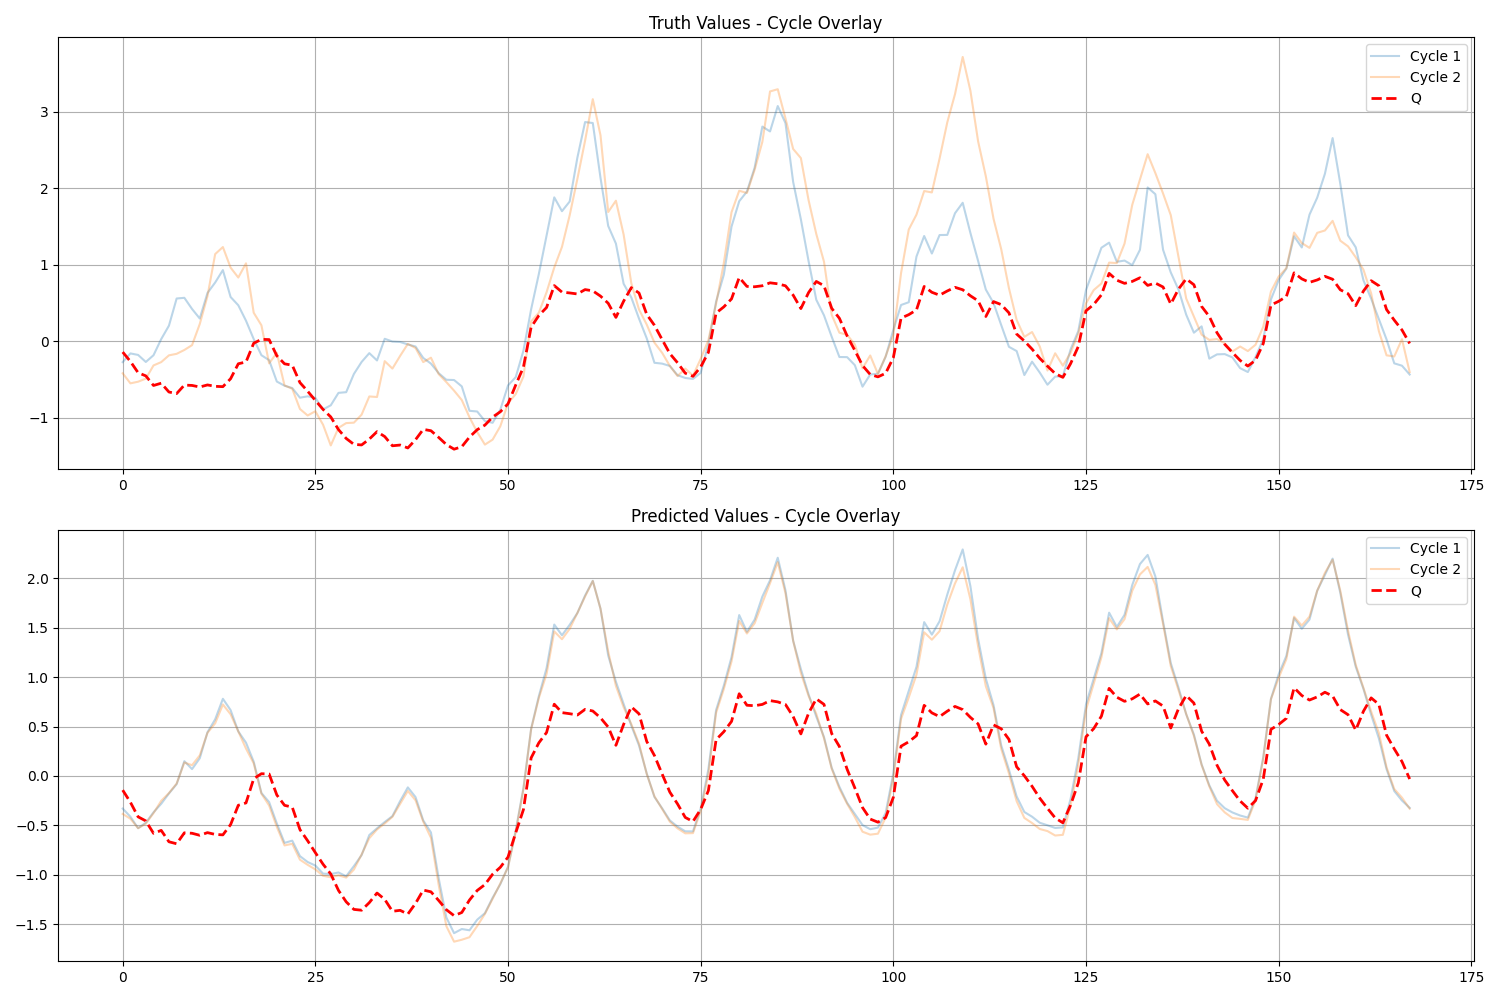 Truth Values - Cycle Overlay
Cycle 1
Cycle 2
Q
3
2
1
0
−1
0 25 50 75 100 125 150 175
Predicted Values - Cycle Overlay
Cycle 1
Cycle 2
Q
2.0
1.5
1.0
0.5
0.0
−0.5
−1.0
−1.5
0 25 50 75 100 125 150 175